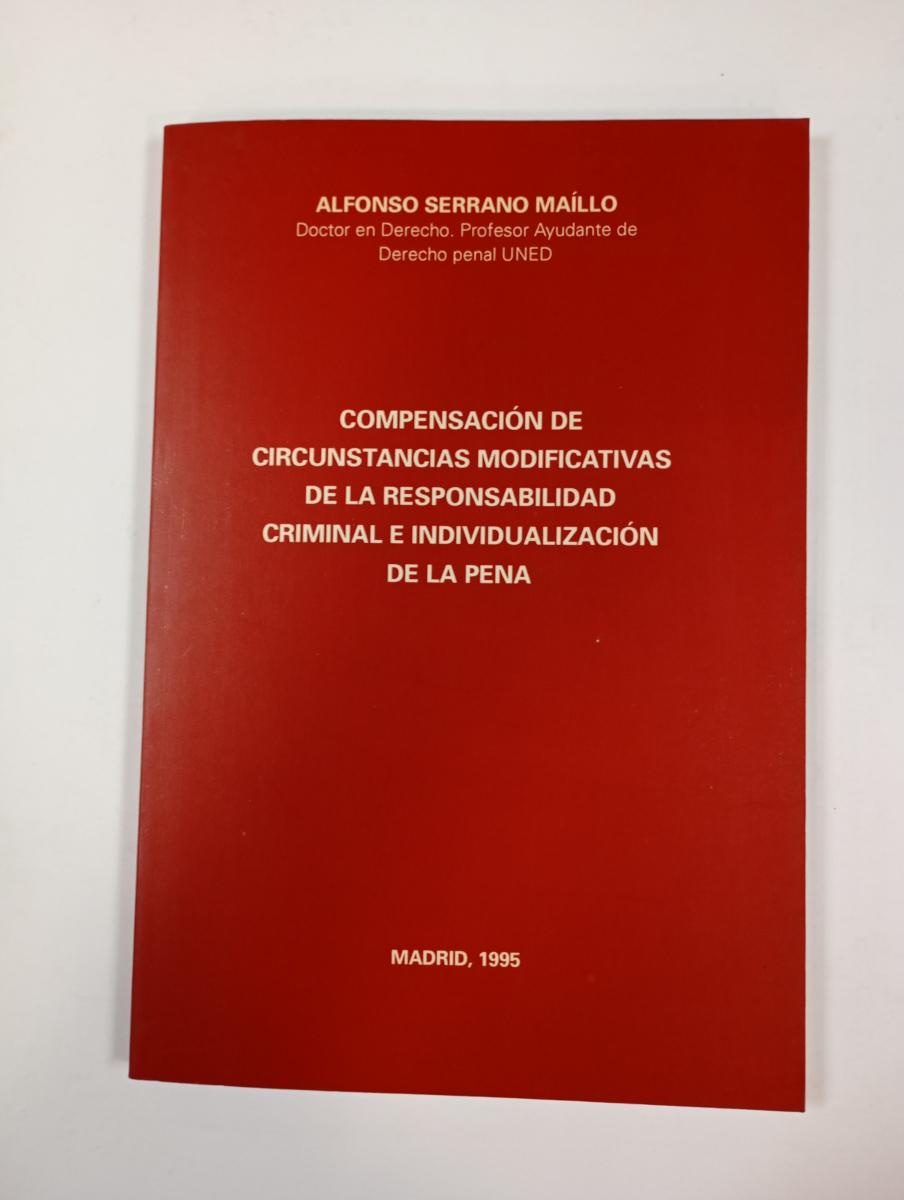 ALFONSO SERRANO MAÍLLO
Doctor en Derecho. Profesor Ayudante de
Derecho penal UNED
COMPENSACIÓN DE
CIRCUNSTANCIAS MODIFICATIVAS
DE LA RESPONSABILIDAD
CRIMINAL E INDIVIDUALIZACIÓN
DE LA PENA
MADRID, 1995